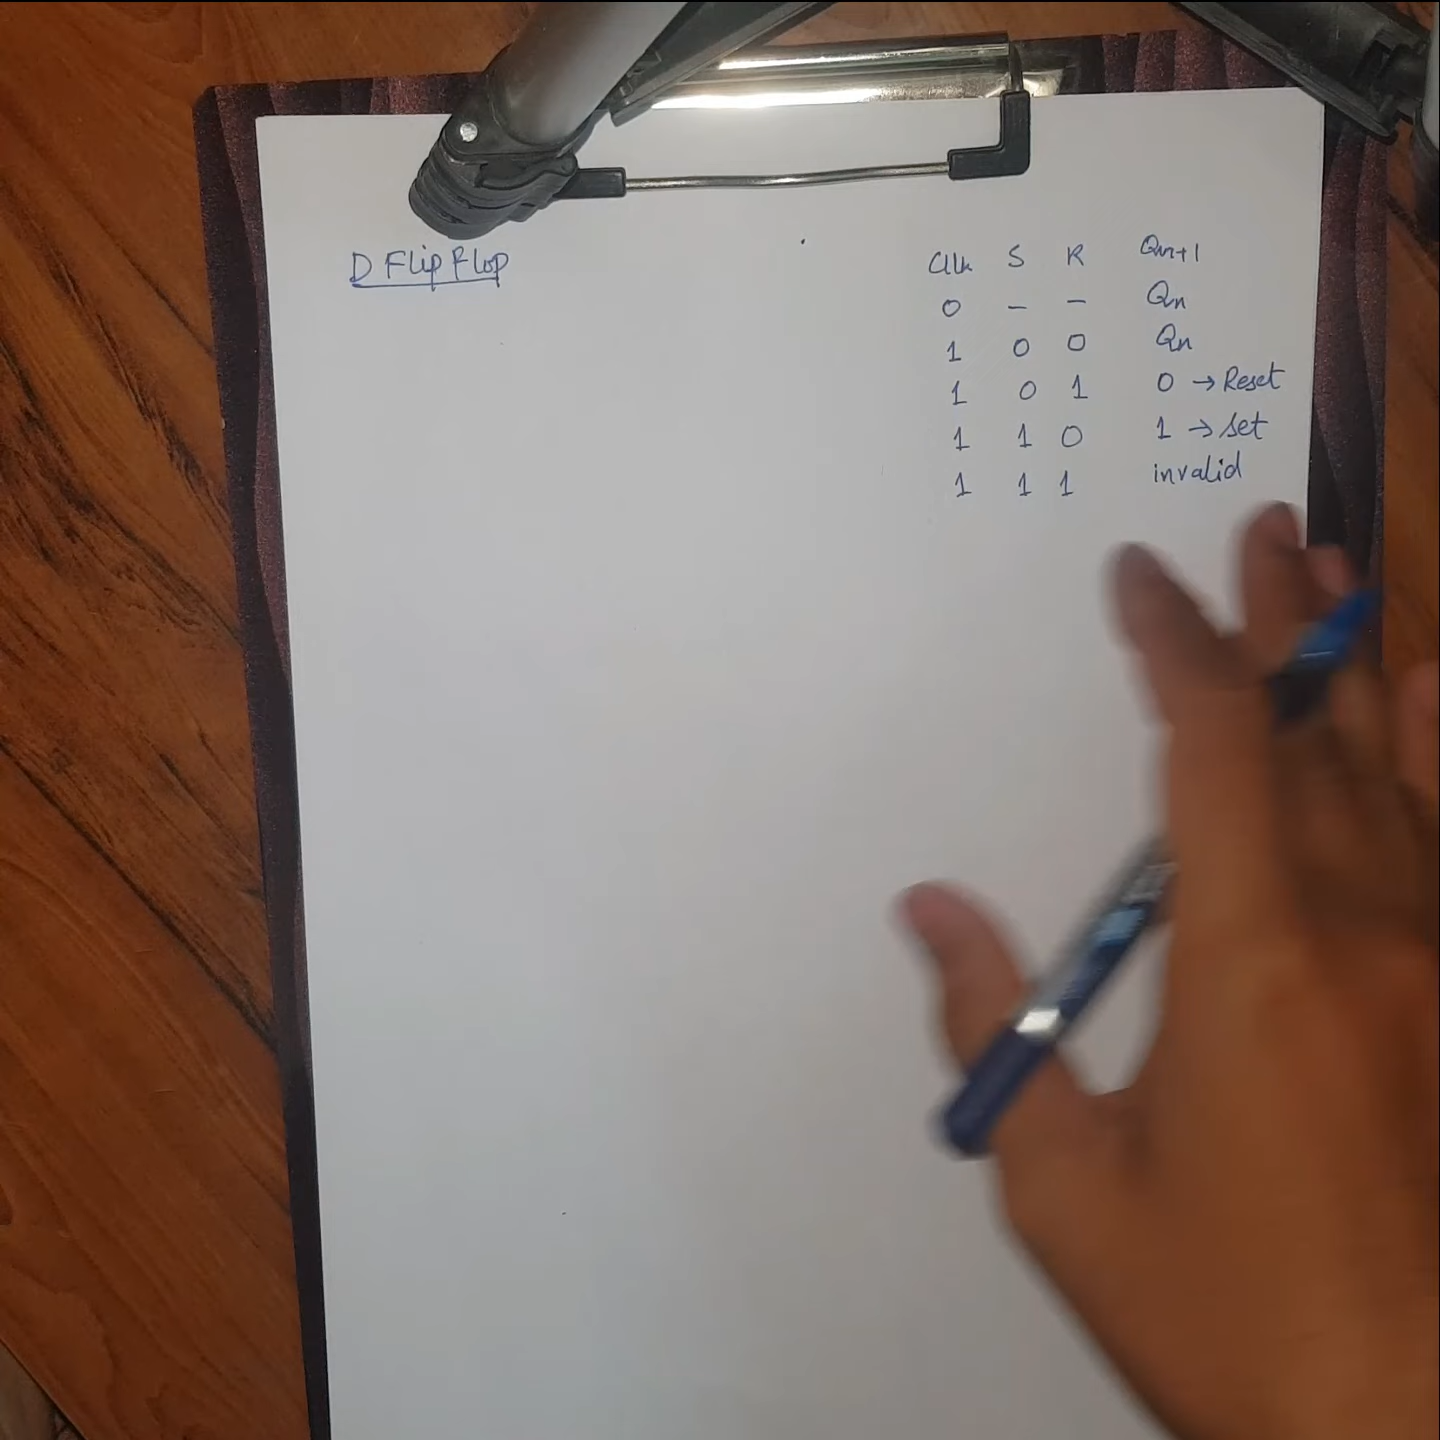 D Flip Flop
Clk S R Qn+1
0 - - Qn
1 0 0 Qn
1 0 1 0 → Reset
1 1 0 1 → set
1 1 1 invalid